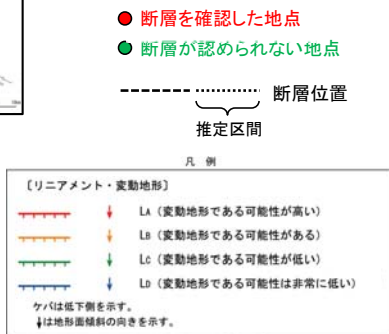 断層を確認した地点
断層が認められない地点
断層位置
推定区間
凡 例
〔リニアメント・変動地形〕
LA (変動地形である可能性が高い)
LB (変動地形である可能性がある)
LC (変動地形である可能性が低い)
LD (変動地形である可能性は非常に低い)
ケバは低下側を示す。
↓は地形面傾斜の向きを示す。